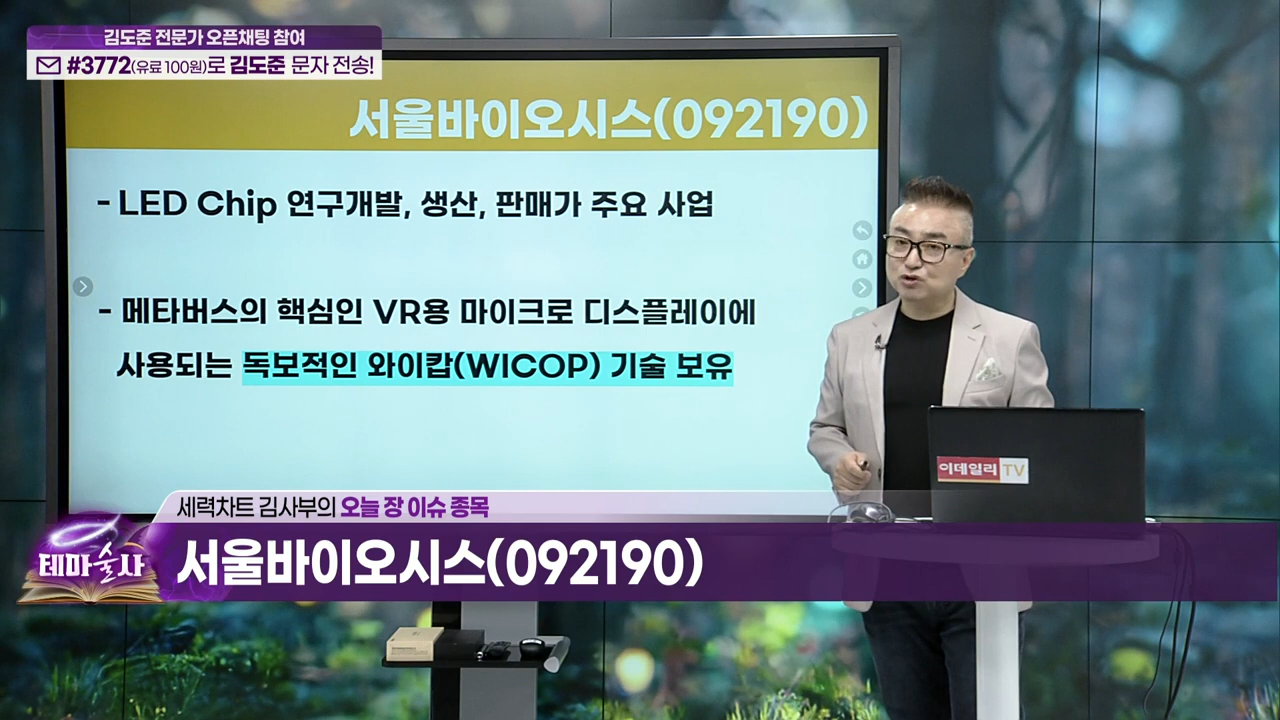 김도준 전문가 오픈채팅 참여
#3772(유료 100원)로 김도준 문자 전송!
서울바이오시스(092190)
- LED Chip 연구개발, 생산, 판매가 주요 사업
- 메타버스의 핵심인 VR용 마이크로 디스플레이에
사용되는 독보적인 와이캅(WICOP) 기술 보유
이데일리 TV
세력차트 김사부의 오늘 장 이슈 종목
테마술사
서울바이오시스(092190)